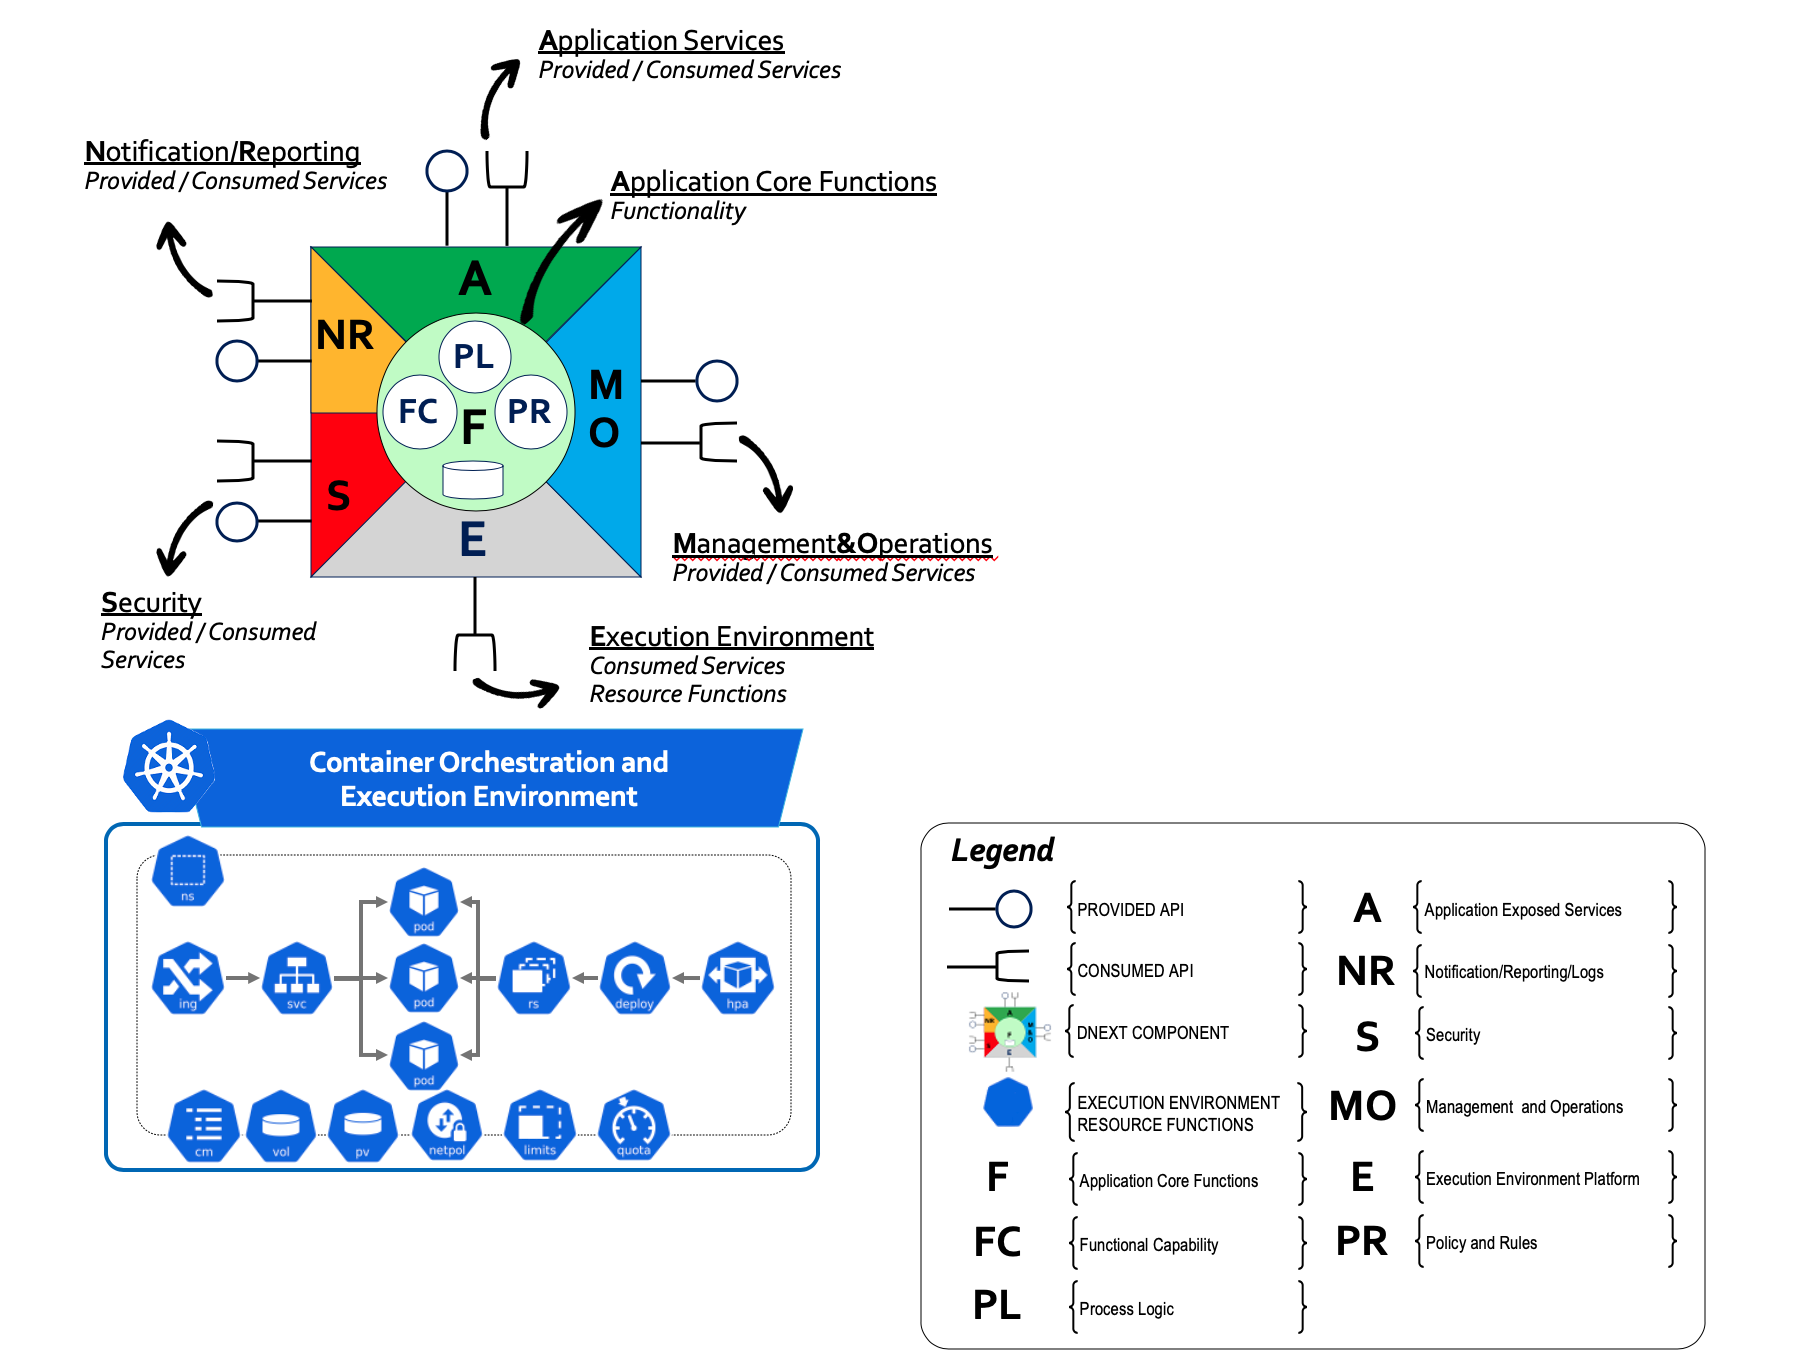 Application Services
Provided / Consumed Services
Notification/Reporting
Provided / Consumed Services
Application Core Functions
Functionality
A
NR
PL
FC
PR
F
M
O
S
E
Management&Operations
Provided / Consumed Services
Security
Provided / Consumed
Services
Execution Environment
Consumed Services
Resource Functions
Container Orchestration and
Execution Environment
ns
pod
ing
svc
pod
rs
deploy
hpa
pod
cm
vol
pv
netpol
limits
quota
Legend
PROVIDED API
A
Application Exposed Services
CONSUMED API
NR
Notification/Reporting/Logs
A
NR
M&O
F
S
E
DNEXT COMPONENT
S
Security
EXECUTION ENVIRONMENT
RESOURCE FUNCTIONS
MO
Management and Operations
F
Application Core Functions
E
Execution Environment Platform
FC
Functional Capability
PR
Policy and Rules
PL
Process Logic